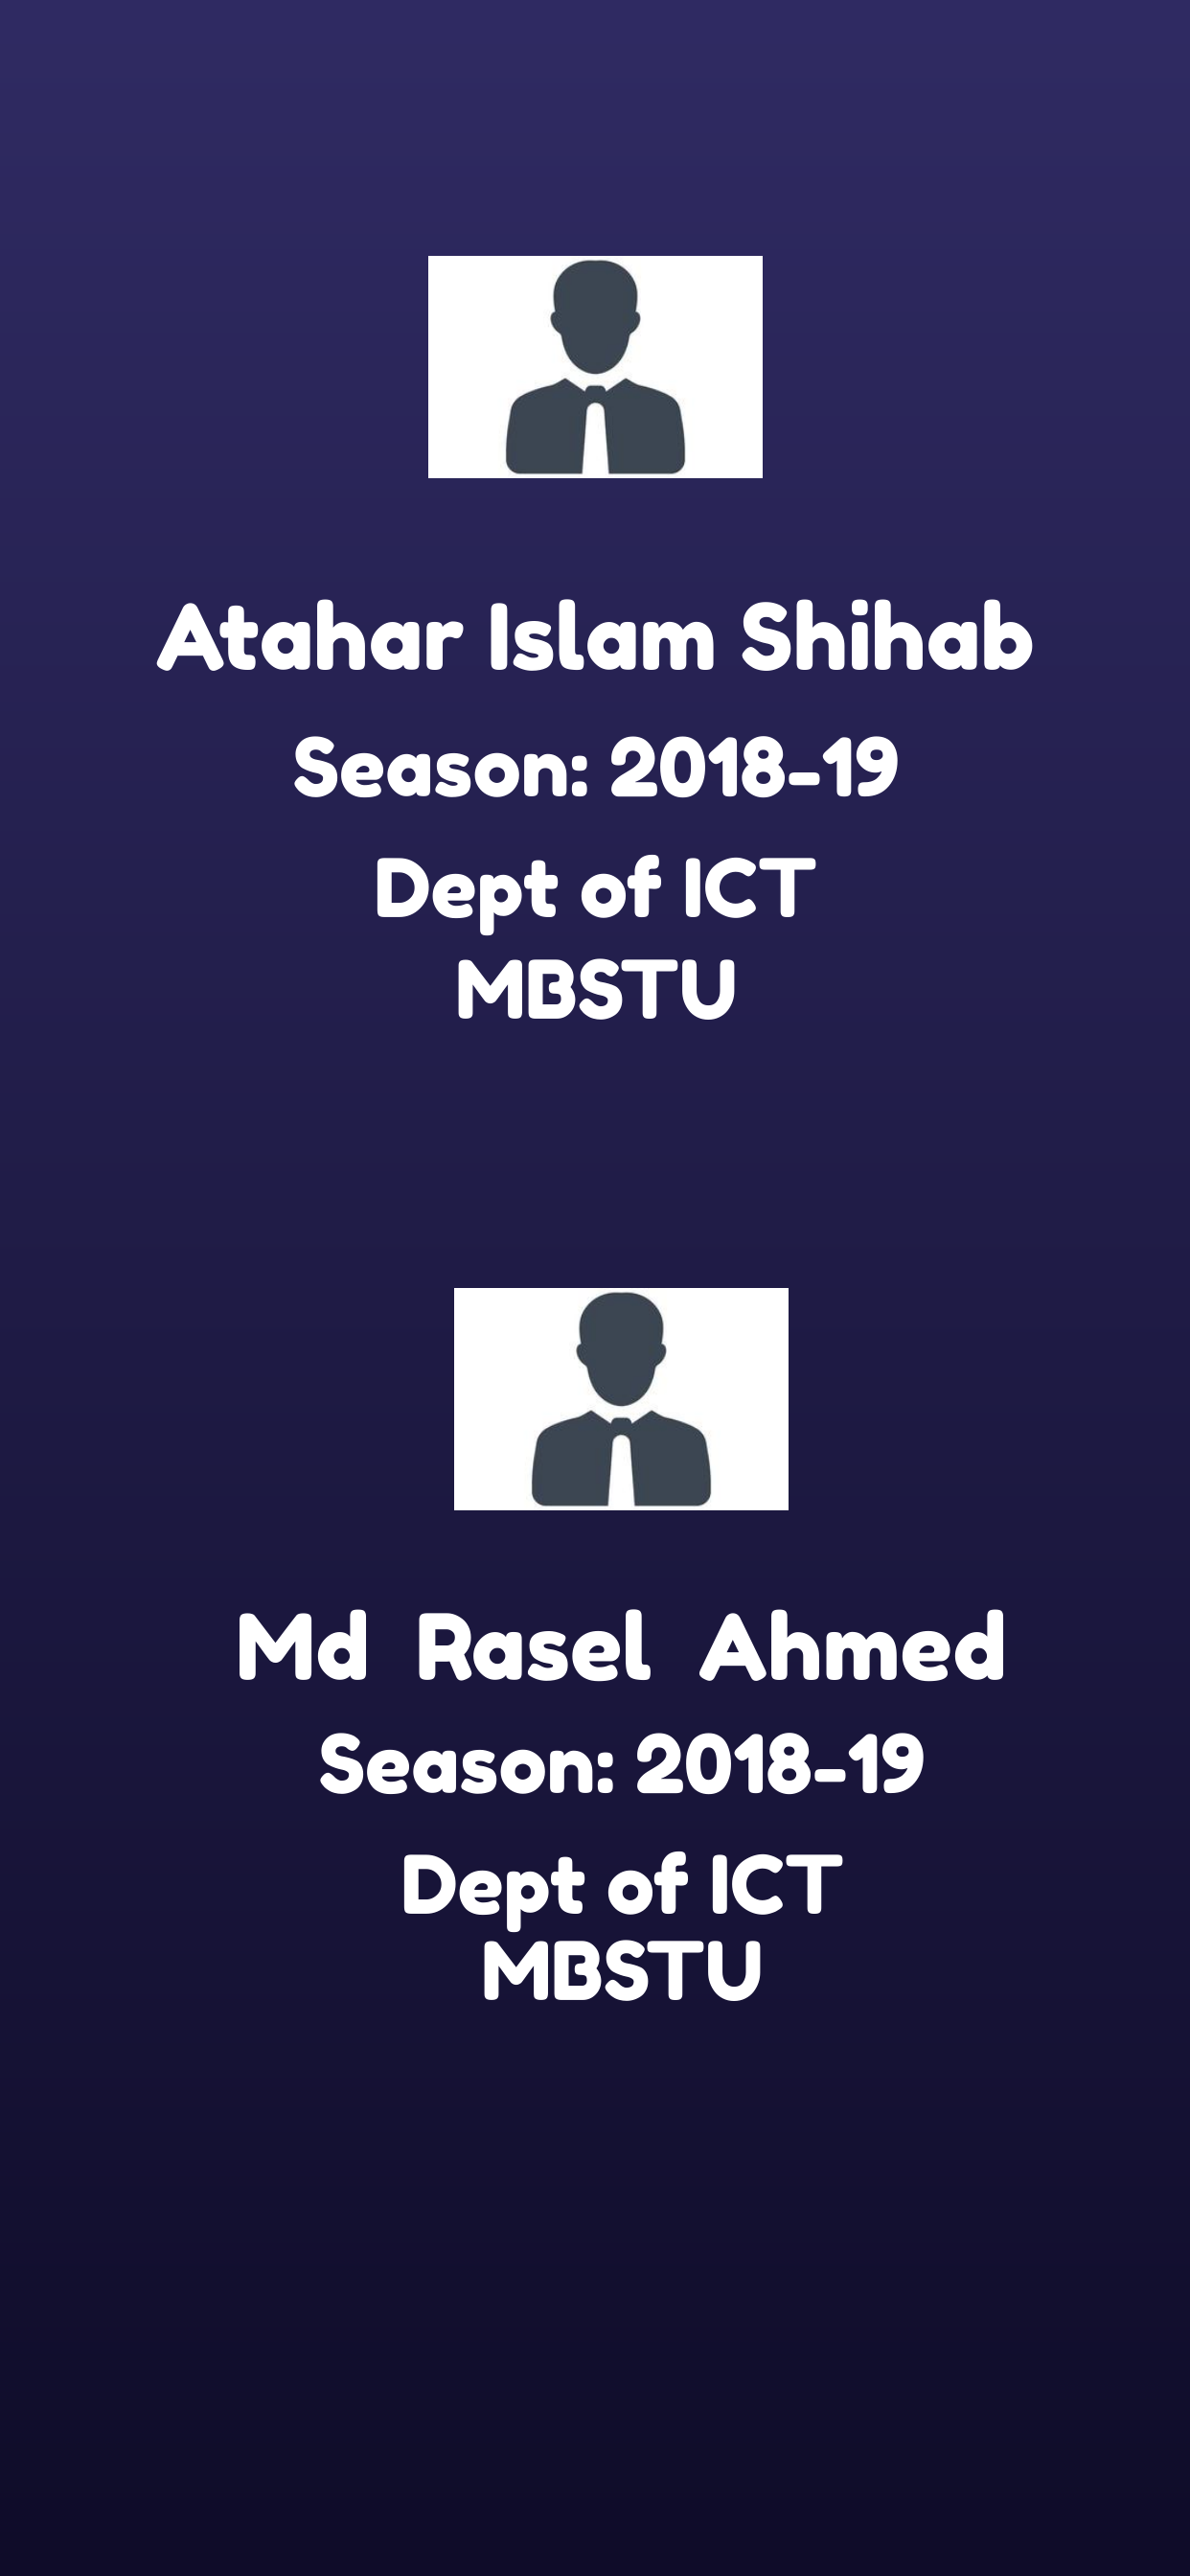 Atahar Islam Shihab
Season: 2018-19
Dept of ICT
MBSTU
Md Rasel Ahmed
Season: 2018-19
Dept of ICT
MBSTU